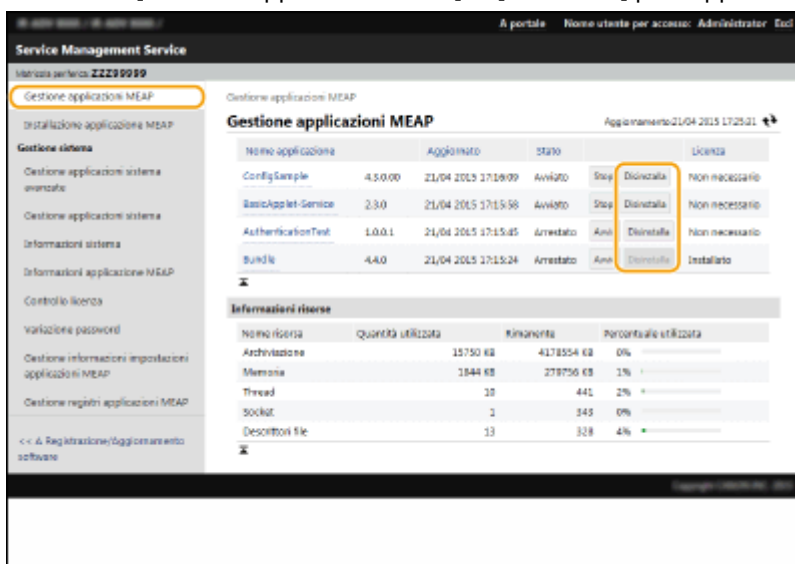 A portale Nome utente per accesso: Administrator Esci
Service Management Service
Matricola periferica: ZZZ99999
Gestione applicazioni MEAP
Installazione applicazione MEAP
Gestione sistema
Gestione applicazioni sistema
avanzate
Gestione applicazioni sistema
Informazioni sistema
Informazioni applicazione MEAP
Controllo licenza
Variazione password
Gestione informazioni impostazioni
applicazioni MEAP
Gestione registri applicazioni MEAP
<< A Registrazione/Aggiornamento
software
Gestione applicazioni MEAP
Gestione applicazioni MEAP Aggiornamento:21/04 2015 17:25:21
Nome applicazione Aggiornato Stato Licenza
ConfigSample 4.5.0.00 21/04 2015 17:16:09 Avviato Stop Disinstalla Non necessario
BasicApplet-Service 2.3.0 21/04 2015 17:15:58 Avviato Stop Disinstalla Non necessario
AuthenticationTest 1.0.0.1 21/04 2015 17:15:45 Arrestato Avvi Disinstalla Non necessario
Bundle 4.4.0 21/04 2015 17:15:24 Arrestato Avvi Disinstalla Installato
Informazioni risorse
Nome risorsa Quantità utilizzata Rimanente Percentuale utilizzata
Archiviazione 15750 KB 4178554 KB 0%
Memoria 1844 KB 279756 KB 1%
Thread 10 441 2%
Socket 1 343 0%
Descrittori file 13 328 4%